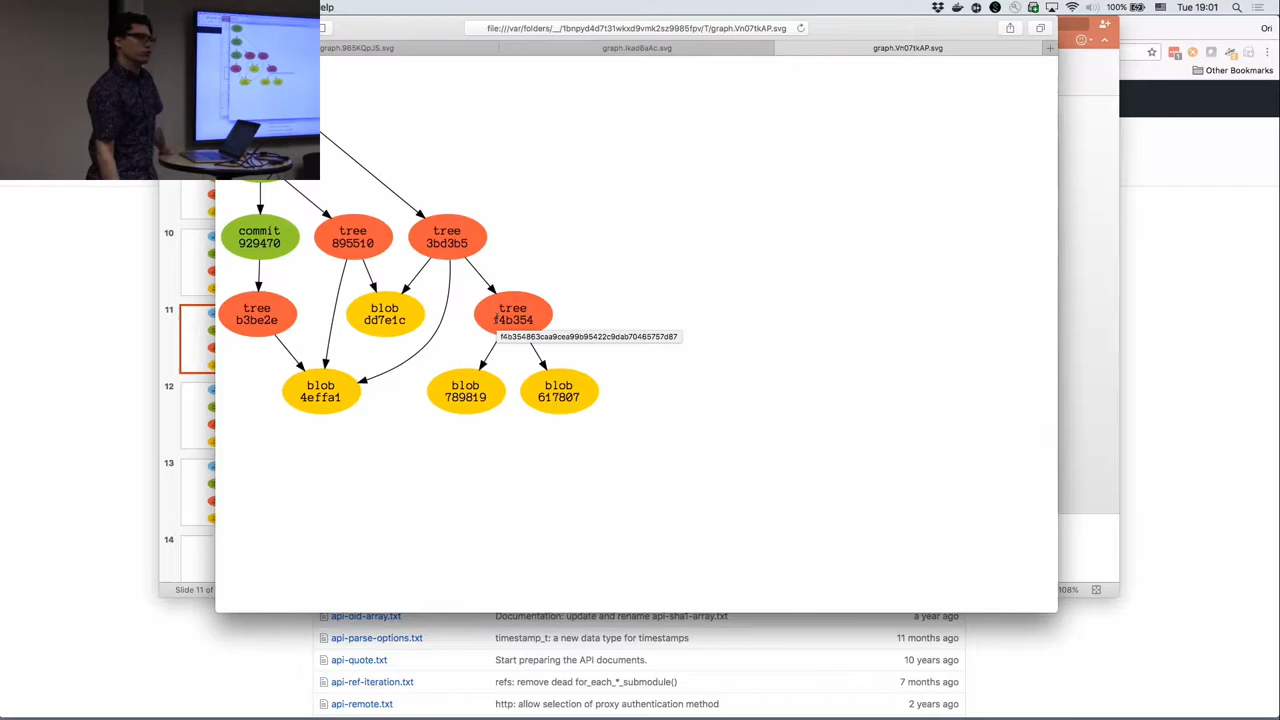 elp
100%
Tue 19:01
file:///var/folders/__/1bnpyd4d7t31wkxd9vmk2sz9985fpv/T/graph.Vn07tkAP.svg
Ori
graph.965KQpJS.svg
graph.Ikad8aAc.svg
graph.Vn07tkAP.svg
Other Bookmarks
commit
929470
tree
895510
tree
3bd3b5
tree
b3be2e
blob
dd7e1c
tree
f4b354
f4b354863caa9cea99b95422c9dab70465757d87
blob
4effa1
blob
789819
blob
617807
10
11
12
13
14
Slide 11 of
108%
api-old-array.txt Documentation: update and rename api-sha1-array.txt a year ago
api-parse-options.txt timestamp_t: a new data type for timestamps 11 months ago
api-quote.txt Start preparing the API documents. 10 years ago
api-ref-iteration.txt refs: remove dead for_each_*_submodule() 7 months ago
api-remote.txt http: allow selection of proxy authentication method 2 years ago